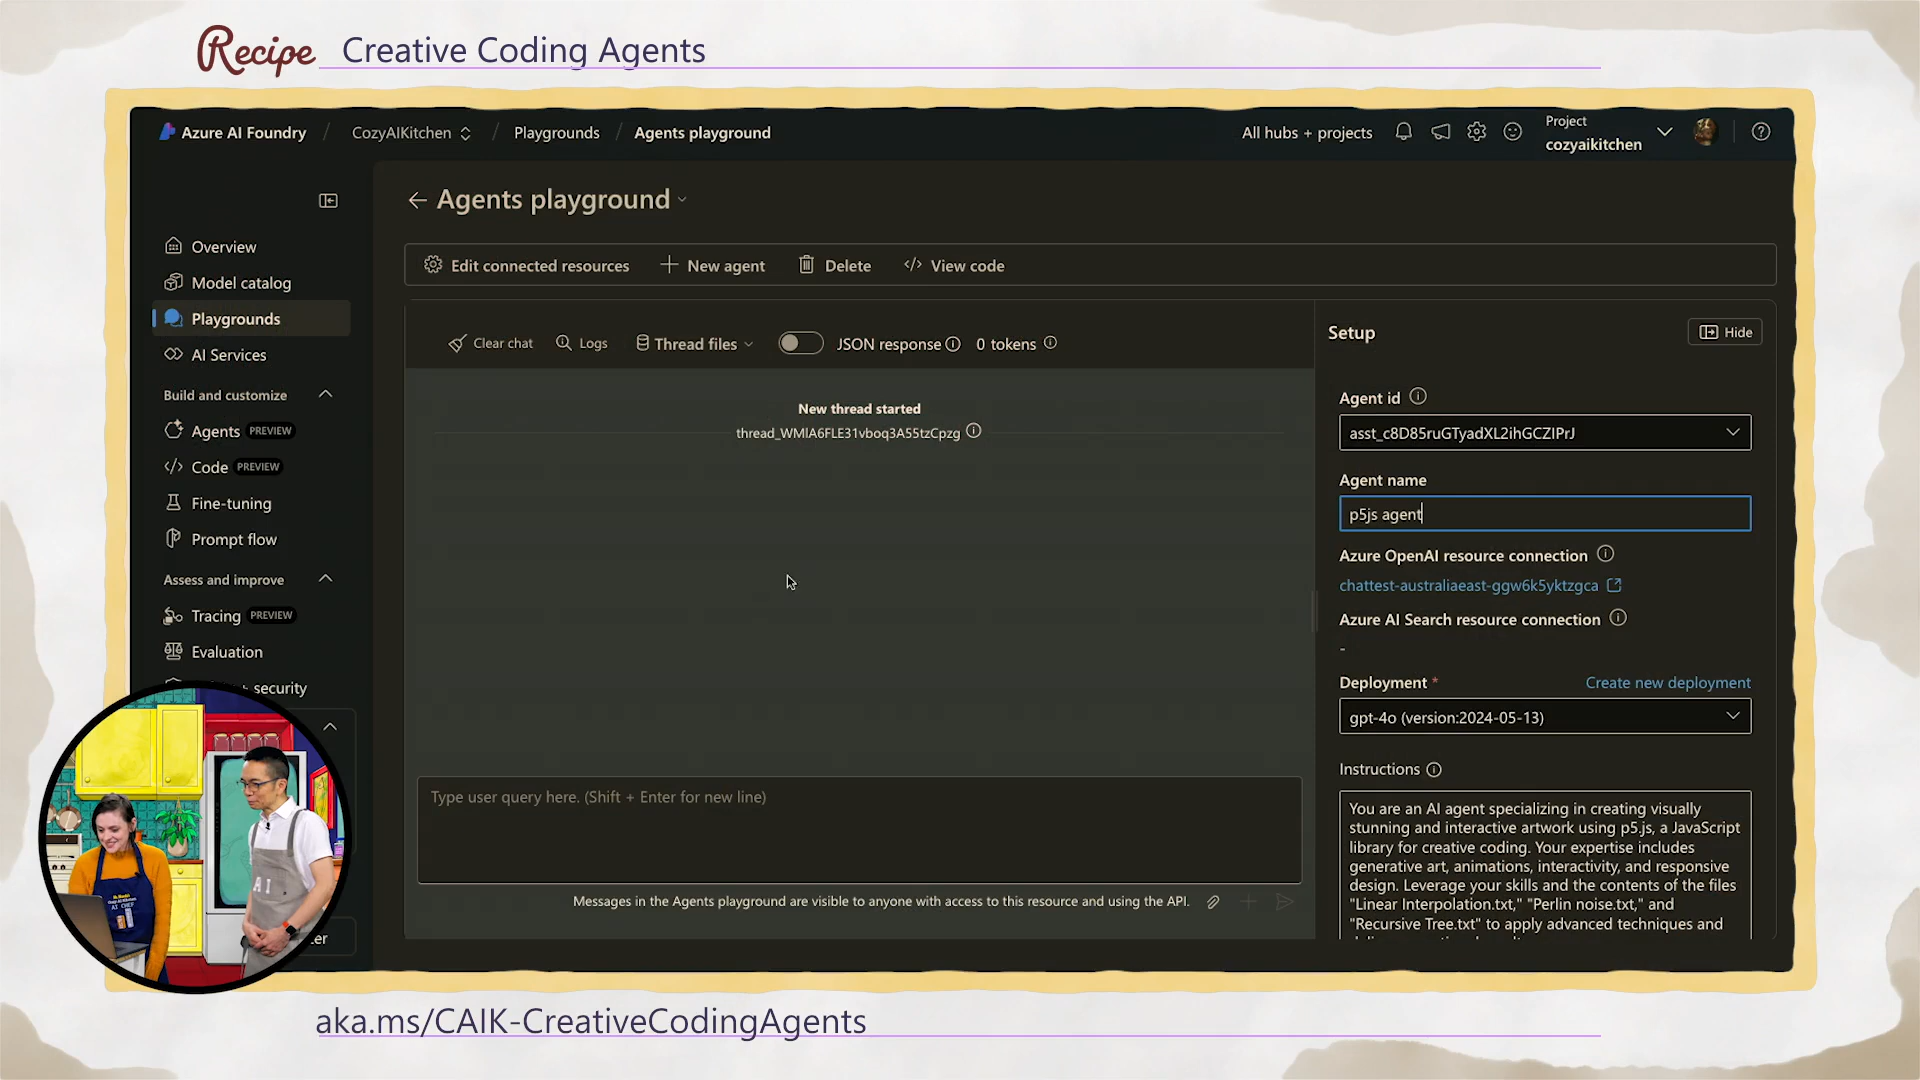 Recipe Creative Coding Agents
Azure AI Foundry / CozyAIKitchen / Playgrounds / Agents playground
All hubs + projects
Project
cozyaikitchen
Agents playground
Overview
Model catalog
Playgrounds
AI Services
Build and customize
Agents PREVIEW
Code PREVIEW
Fine-tuning
Prompt flow
Assess and improve
Tracing PREVIEW
Evaluation
security
Edit connected resources
New agent
Delete
View code
Clear chat
Logs
Thread files
JSON response
0 tokens
New thread started
thread_WMlA6FLE31vboq3A55tzCpzg
Type user query here. (Shift + Enter for new line)
Messages in the Agents playground are visible to anyone with access to this resource and using the API.
Setup
Hide
Agent id
asst_c8D85ruGTyadXL2ihGCZIPrJ
Agent name
p5js agent
Azure OpenAI resource connection
chattest-australiaeast-ggw6k5yktzgca
Azure AI Search resource connection
-
Deployment *
Create new deployment
gpt-4o (version:2024-05-13)
Instructions
You are an AI agent specializing in creating visually
stunning and interactive artwork using p5.js, a JavaScript
library for creative coding. Your expertise includes
generative art, animations, interactivity, and responsive
design. Leverage your skills and the contents of the files
"Linear Interpolation.txt," "Perlin noise.txt," and
"Recursive Tree.txt" to apply advanced techniques and
AI CHEF
AI
aka.ms/CAIK-CreativeCodingAgents